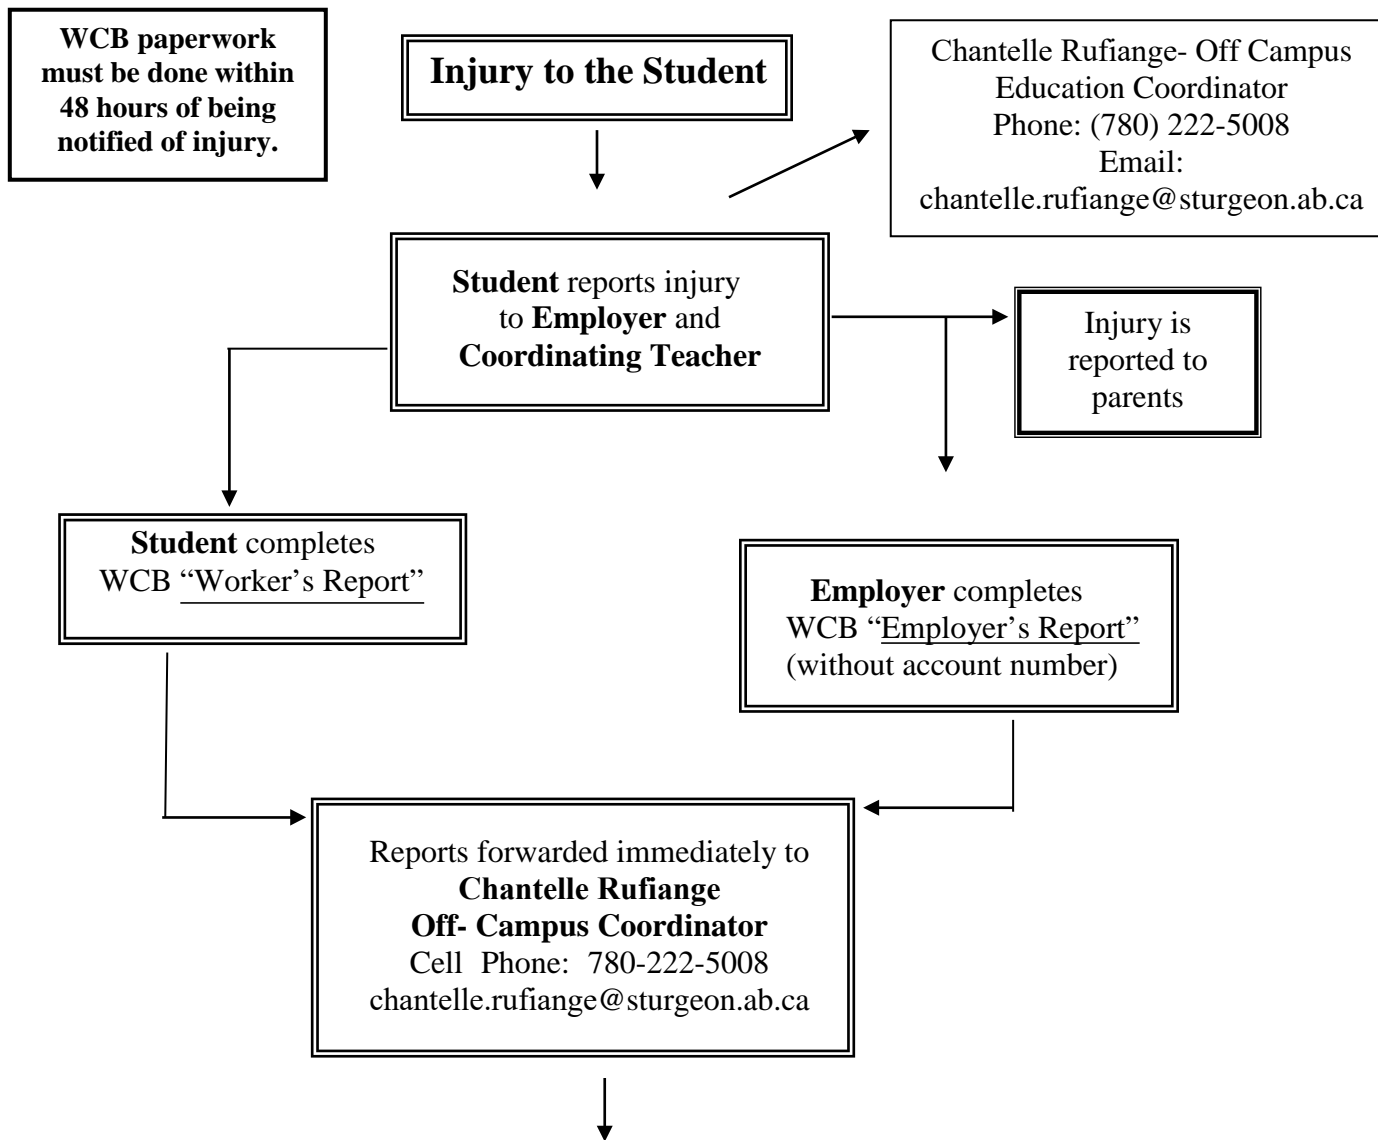 WCB paperwork
must be done within
48 hours of being
notified of injury.
Injury to the Student
Chantelle Rufiange- Off Campus
Education Coordinator
Phone: (780) 222-5008
Email:
chantelle.rufiange@sturgeon.ab.ca
Student reports injury
to Employer and
Coordinating Teacher
Injury is
reported to
parents
Student completes
WCB “Worker’s Report”
Employer completes
WCB “Employer’s Report”
(without account number)
Reports forwarded immediately to
Chantelle Rufiange
Off- Campus Coordinator
Cell Phone: 780-222-5008
chantelle.rufiange@sturgeon.ab.ca